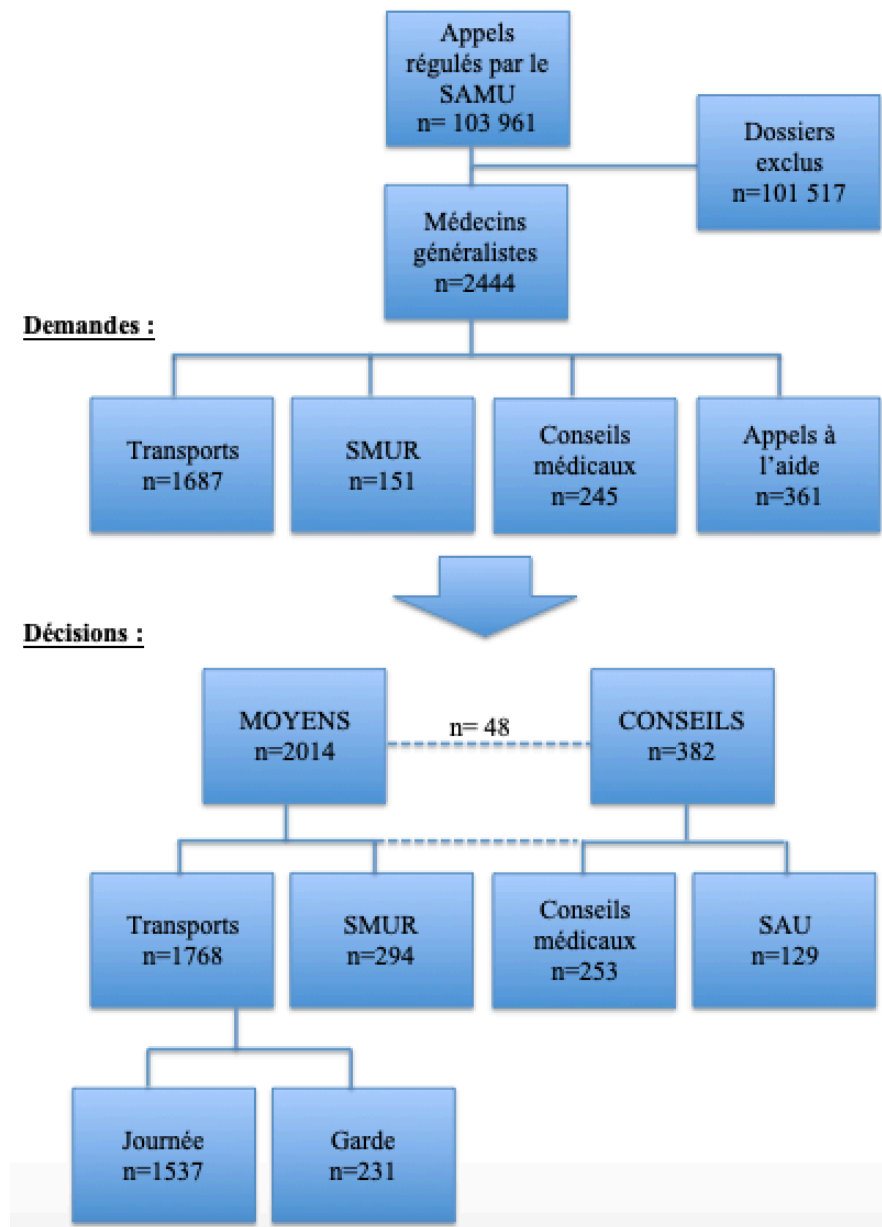 Appels
régulés par le
SAMU
n= 103 961
Dossiers
exclus
n=101 517
Médecins
généralistes
n=2444
Demandes :
Transports
n=1687
SMUR
n=151
Conseils
médicaux
n=245
Appels à
l’aide
n=361
Décisions :
MOYENS
n=2014
n= 48
CONSEILS
n=382
Transports
n=1768
SMUR
n=294
Conseils
médicaux
n=253
SAU
n=129
Journée
n=1537
Garde
n=231